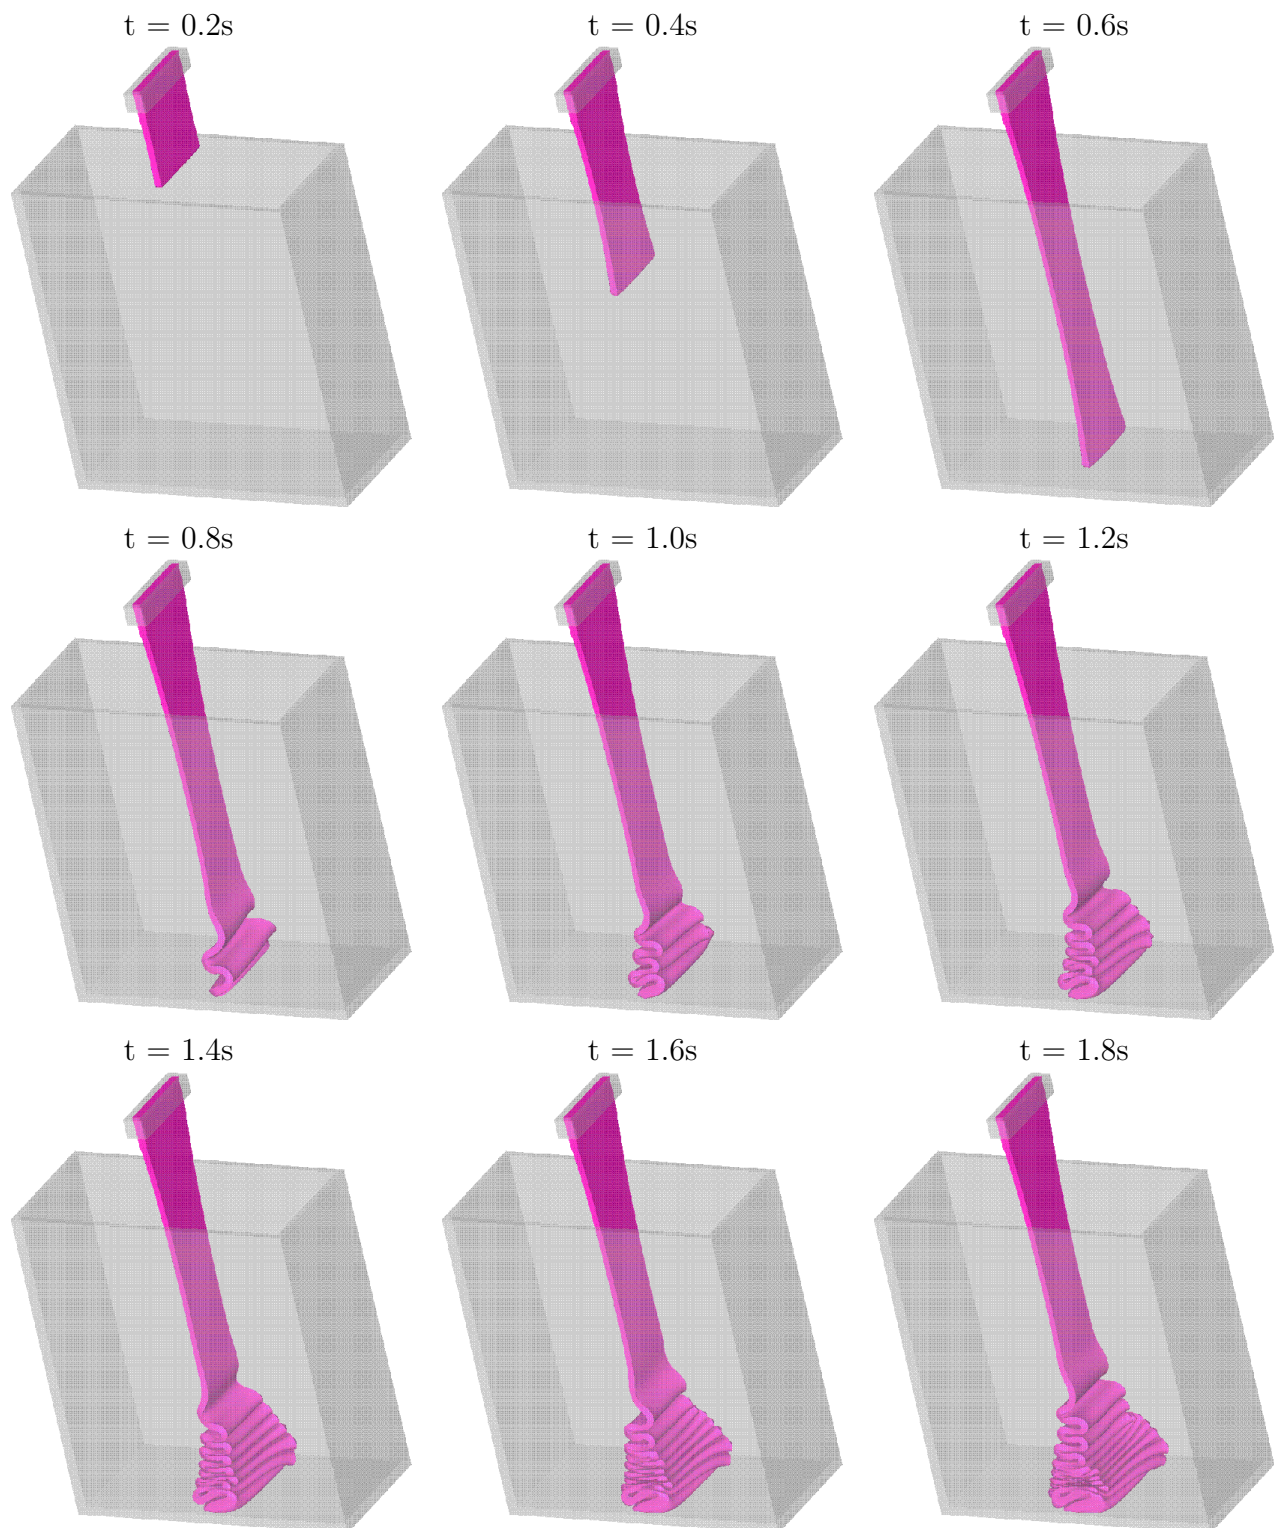 t = 0.2s
t = 0.4s
t = 0.6s
t = 0.8s
t = 1.0s
t = 1.2s
t = 1.4s
t = 1.6s
t = 1.8s